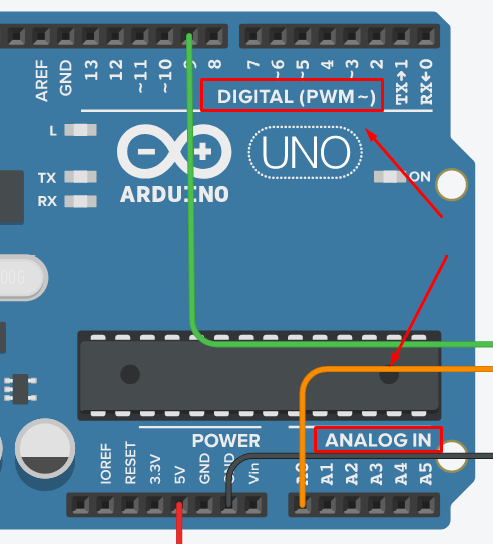 AREF GND 13 12 ~11 ~10 9 8 7 ~6 ~5 4 ~3 2 TX→1 RX←0
DIGITAL (PWM~)
L
TX
RX
ARDUINO
UNO
ON
POWER
ANALOG IN
IOREF RESET 3.3V 5V GND GND Vin A0 A1 A2 A3 A4 A5